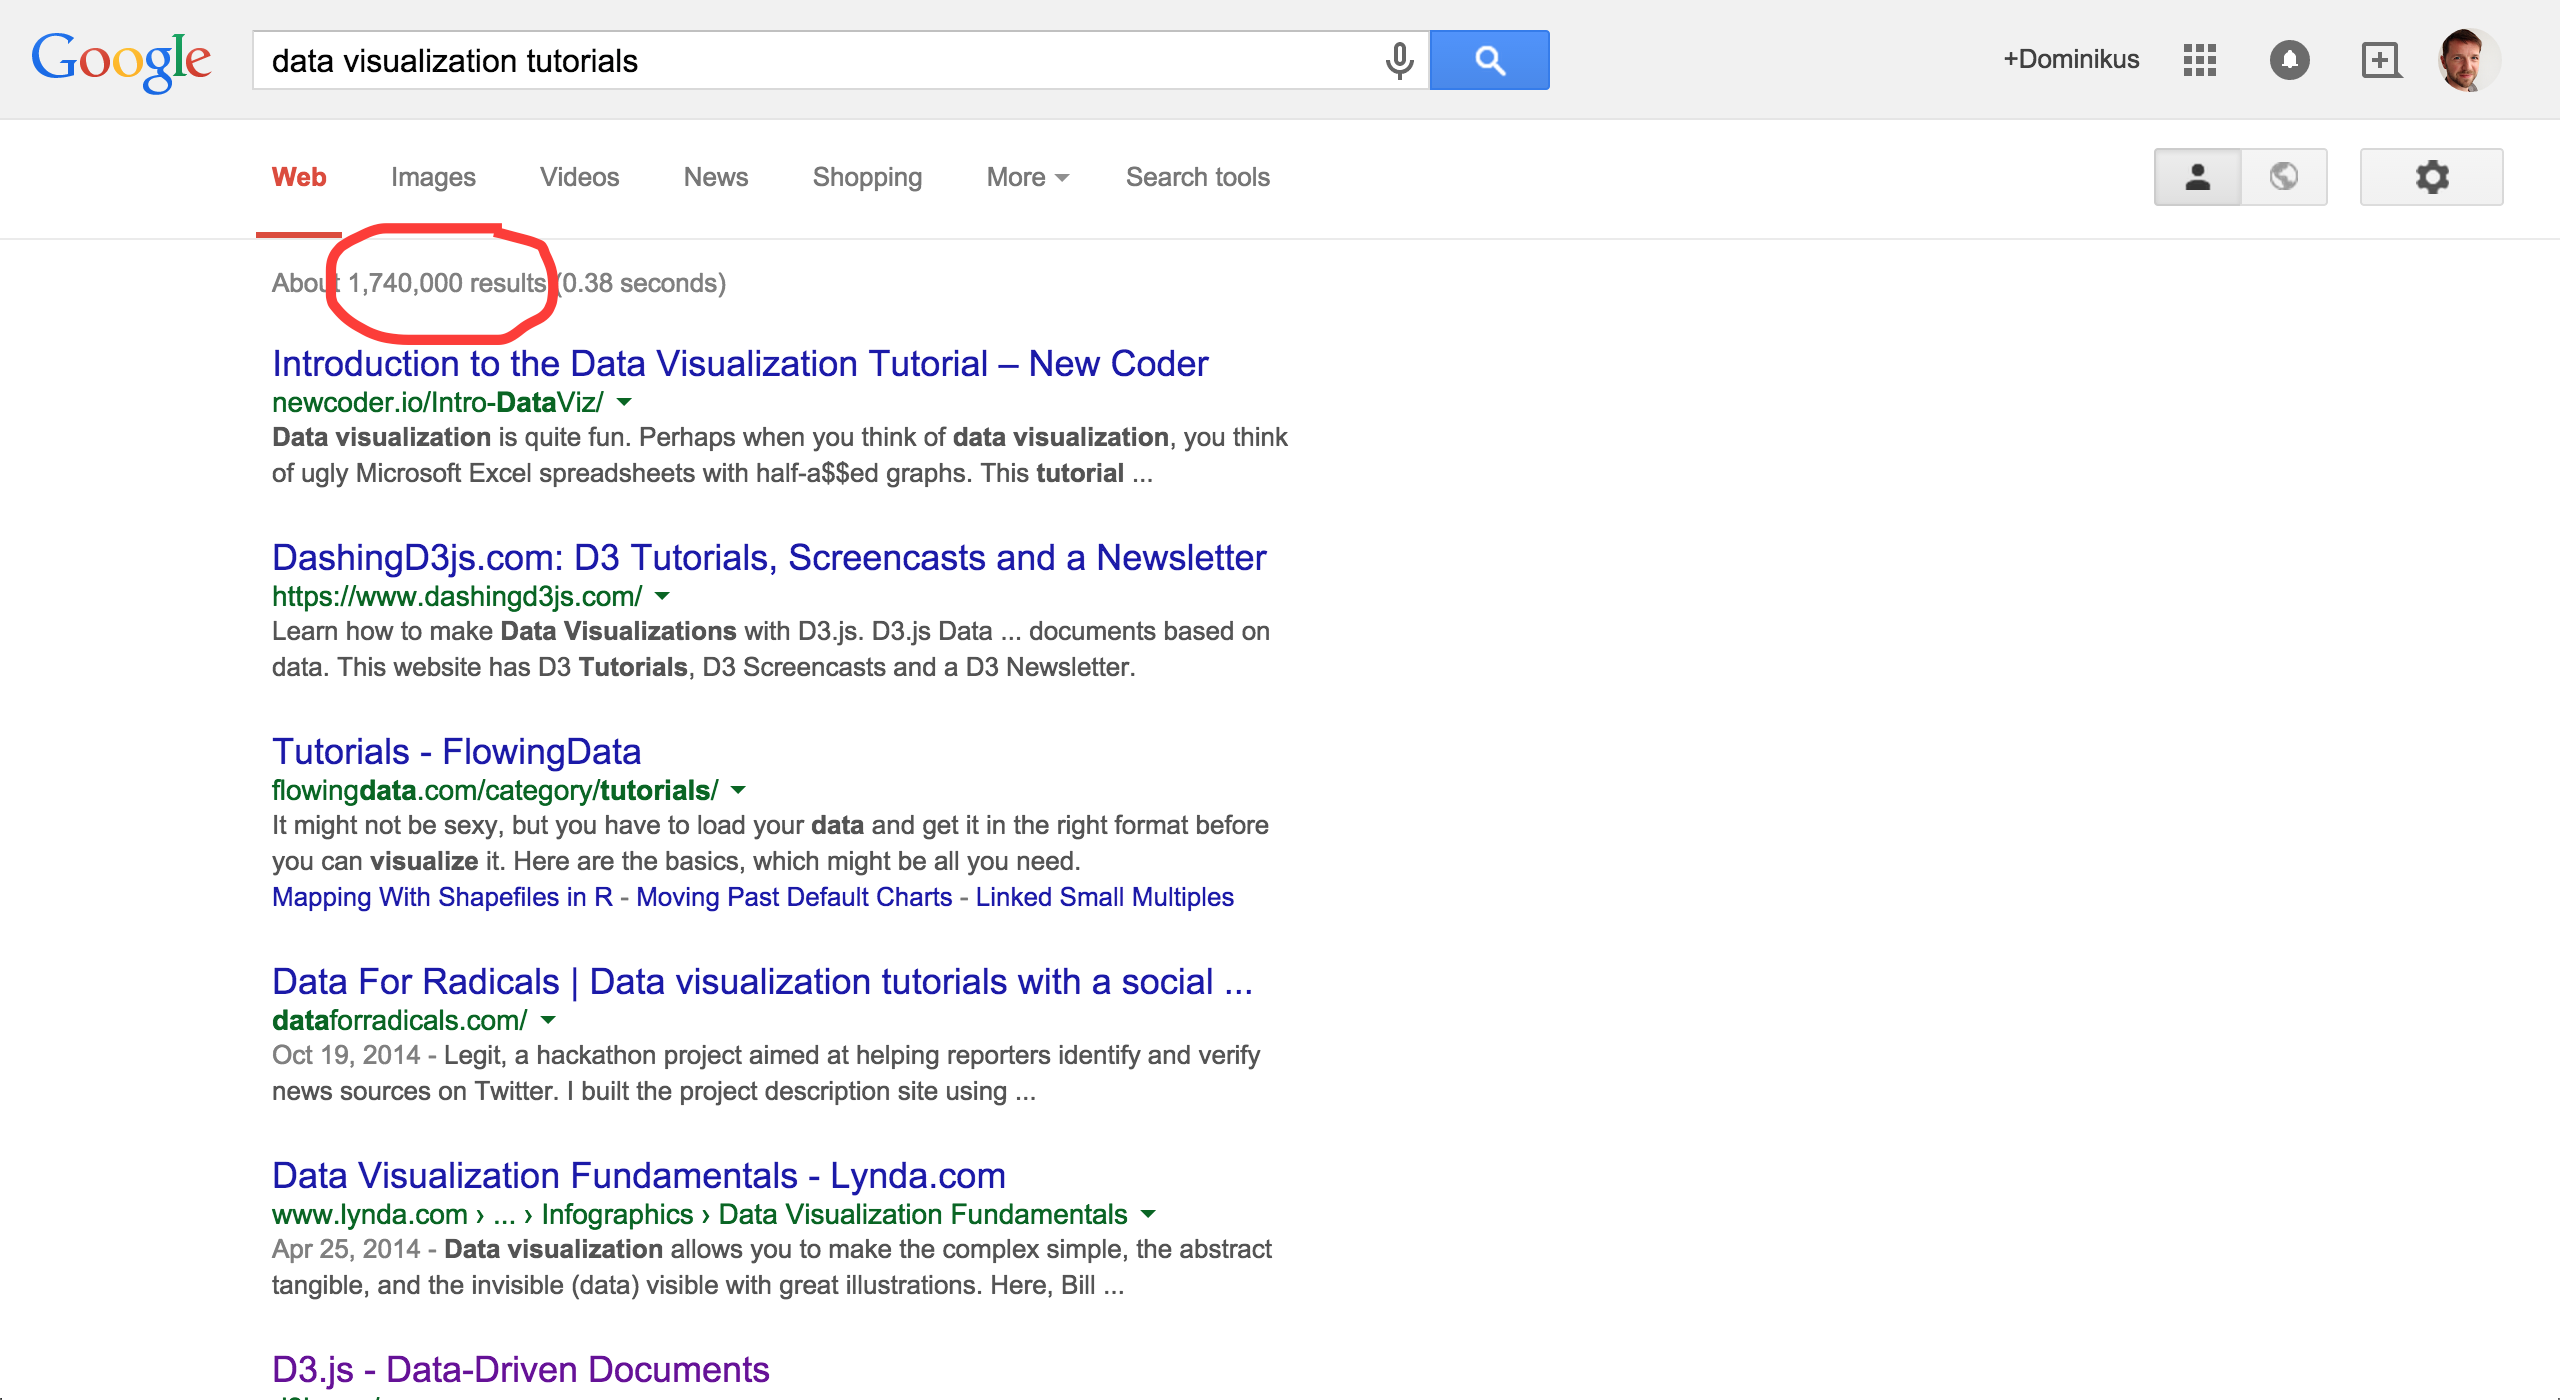 Google
data visualization tutorials
+Dominikus
Web Images Videos News Shopping More Search tools
About 1,740,000 results (0.38 seconds)
Introduction to the Data Visualization Tutorial – New Coder
newcoder.io/Intro-DataViz/
Data visualization is quite fun. Perhaps when you think of data visualization, you think
of ugly Microsoft Excel spreadsheets with half-a$$ed graphs. This tutorial ...
DashingD3js.com: D3 Tutorials, Screencasts and a Newsletter
https://www.dashingd3js.com/
Learn how to make Data Visualizations with D3.js. D3.js Data ... documents based on
data. This website has D3 Tutorials, D3 Screencasts and a D3 Newsletter.
Tutorials - FlowingData
flowingdata.com/category/tutorials/
It might not be sexy, but you have to load your data and get it in the right format before
you can visualize it. Here are the basics, which might be all you need.
Mapping With Shapefiles in R - Moving Past Default Charts - Linked Small Multiples
Data For Radicals | Data visualization tutorials with a social ...
dataforradicals.com/
Oct 19, 2014 - Legit, a hackathon project aimed at helping reporters identify and verify
news sources on Twitter. I built the project description site using ...
Data Visualization Fundamentals - Lynda.com
www.lynda.com › ... › Infographics › Data Visualization Fundamentals
Apr 25, 2014 - Data visualization allows you to make the complex simple, the abstract
tangible, and the invisible (data) visible with great illustrations. Here, Bill ...
D3.js - Data-Driven Documents